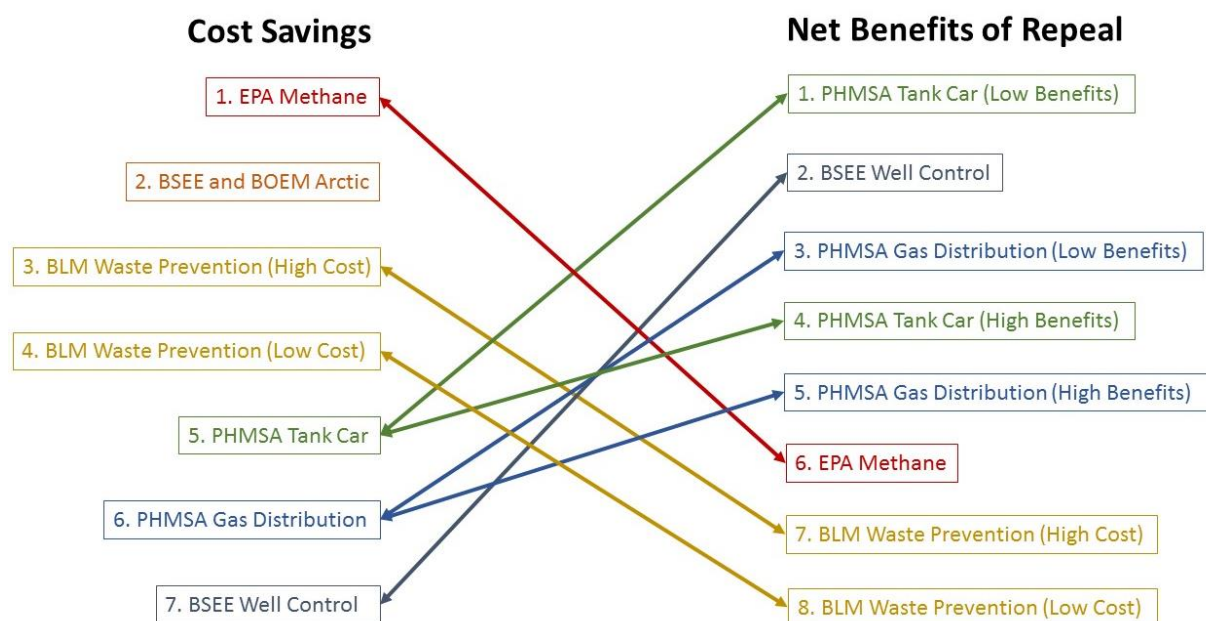 Cost Savings
1. EPA Methane
2. BSEE and BOEM Arctic
3. BLM Waste Prevention (High Cost)
4. BLM Waste Prevention (Low Cost)
5. PHMSA Tank Car
6. PHMSA Gas Distribution
7. BSEE Well Control
Net Benefits of Repeal
1. PHMSA Tank Car (Low Benefits)
2. BSEE Well Control
3. PHMSA Gas Distribution (Low Benefits)
4. PHMSA Tank Car (High Benefits)
5. PHMSA Gas Distribution (High Benefits)
6. EPA Methane
7. BLM Waste Prevention (High Cost)
8. BLM Waste Prevention (Low Cost)